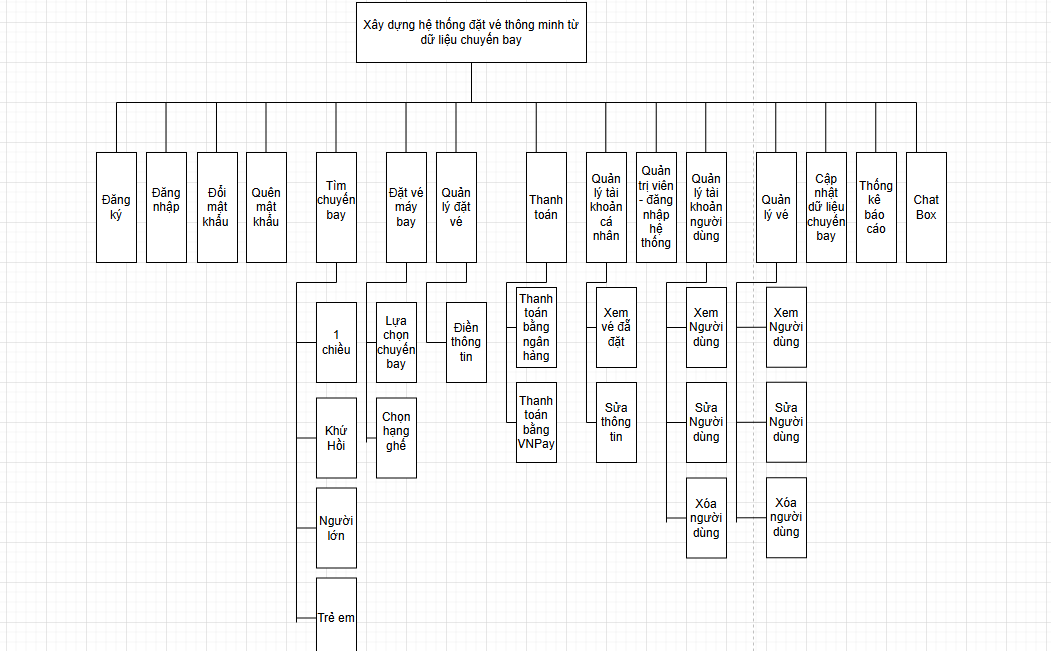 Xây dựng hệ thống đặt vé thông minh từ
dữ liệu chuyến bay
Đăng
ký
Đăng
nhập
Đổi
mật
khẩu
Quên
mật
khẩu
Tìm
chuyến
bay
Đặt vé
máy
bay
Quản
lý đặt
vé
Thanh
toán
Quản
lý tài
khoản
cá
nhân
Quản
trị viên
- đăng
nhập
hệ
thống
Quản
lý tài
khoản
người
dùng
Quản
lý vé
Cập
nhật
dữ liệu
chuyến
bay
Thống
kê
báo
cáo
Chat
Box
1
chiều
Khứ
Hồi
Người
lớn
Trẻ em
Lựa
chọn
chuyến
bay
Chọn
hạng
ghế
Điền
thông
tin
Thanh
toán
bằng
ngân
hàng
Thanh
toán
bằng
VNPay
Xem
vé đã
đặt
Sửa
thông
tin
Xem
Người
dùng
Sửa
Người
dùng
Xóa
người
dùng
Xem
Người
dùng
Sửa
Người
dùng
Xóa
người
dùng